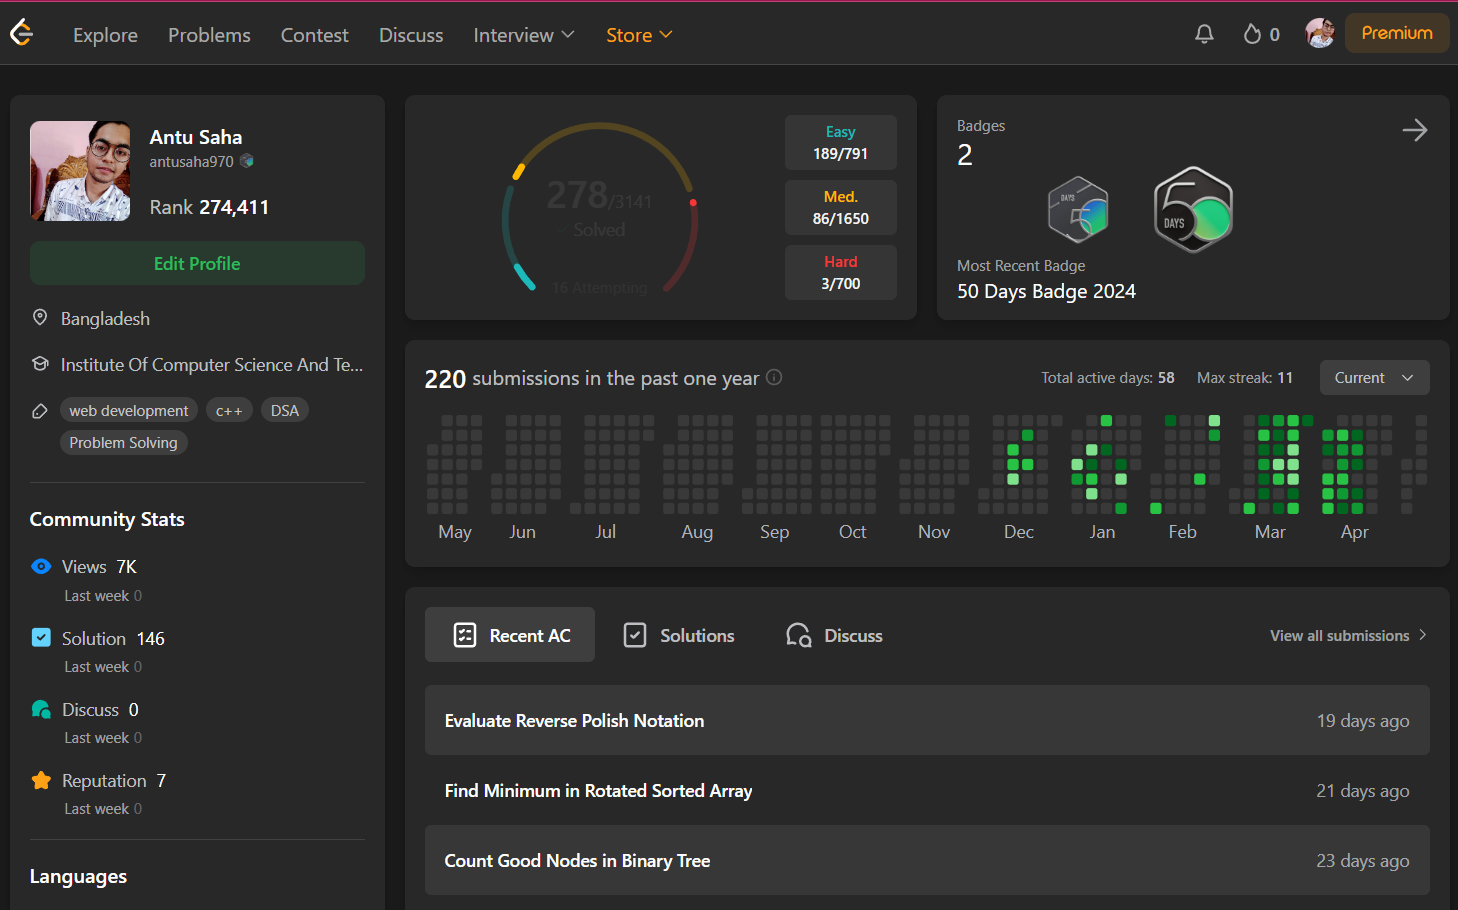 Explore Problems Contest Discuss Interview Store 0 Premium
Antu Saha
antusaha970
Rank 274,411
Edit Profile
Bangladesh
Institute Of Computer Science And Te...
web development c++ DSA
Problem Solving
Community Stats
Views 7K
Last week 0
Solution 146
Last week 0
Discuss 0
Last week 0
Reputation 7
Last week 0
Languages
278/3141
Solved
16 Attempting
Easy
189/791
Med.
86/1650
Hard
3/700
Badges
2
DAYS 5
DAYS 50
Most Recent Badge
50 Days Badge 2024
220 submissions in the past one year
Total active days: 58 Max streak: 11 Current
May Jun Jul Aug Sep Oct Nov Dec Jan Feb Mar Apr
Recent AC Solutions Discuss View all submissions
Evaluate Reverse Polish Notation 19 days ago
Find Minimum in Rotated Sorted Array 21 days ago
Count Good Nodes in Binary Tree 23 days ago